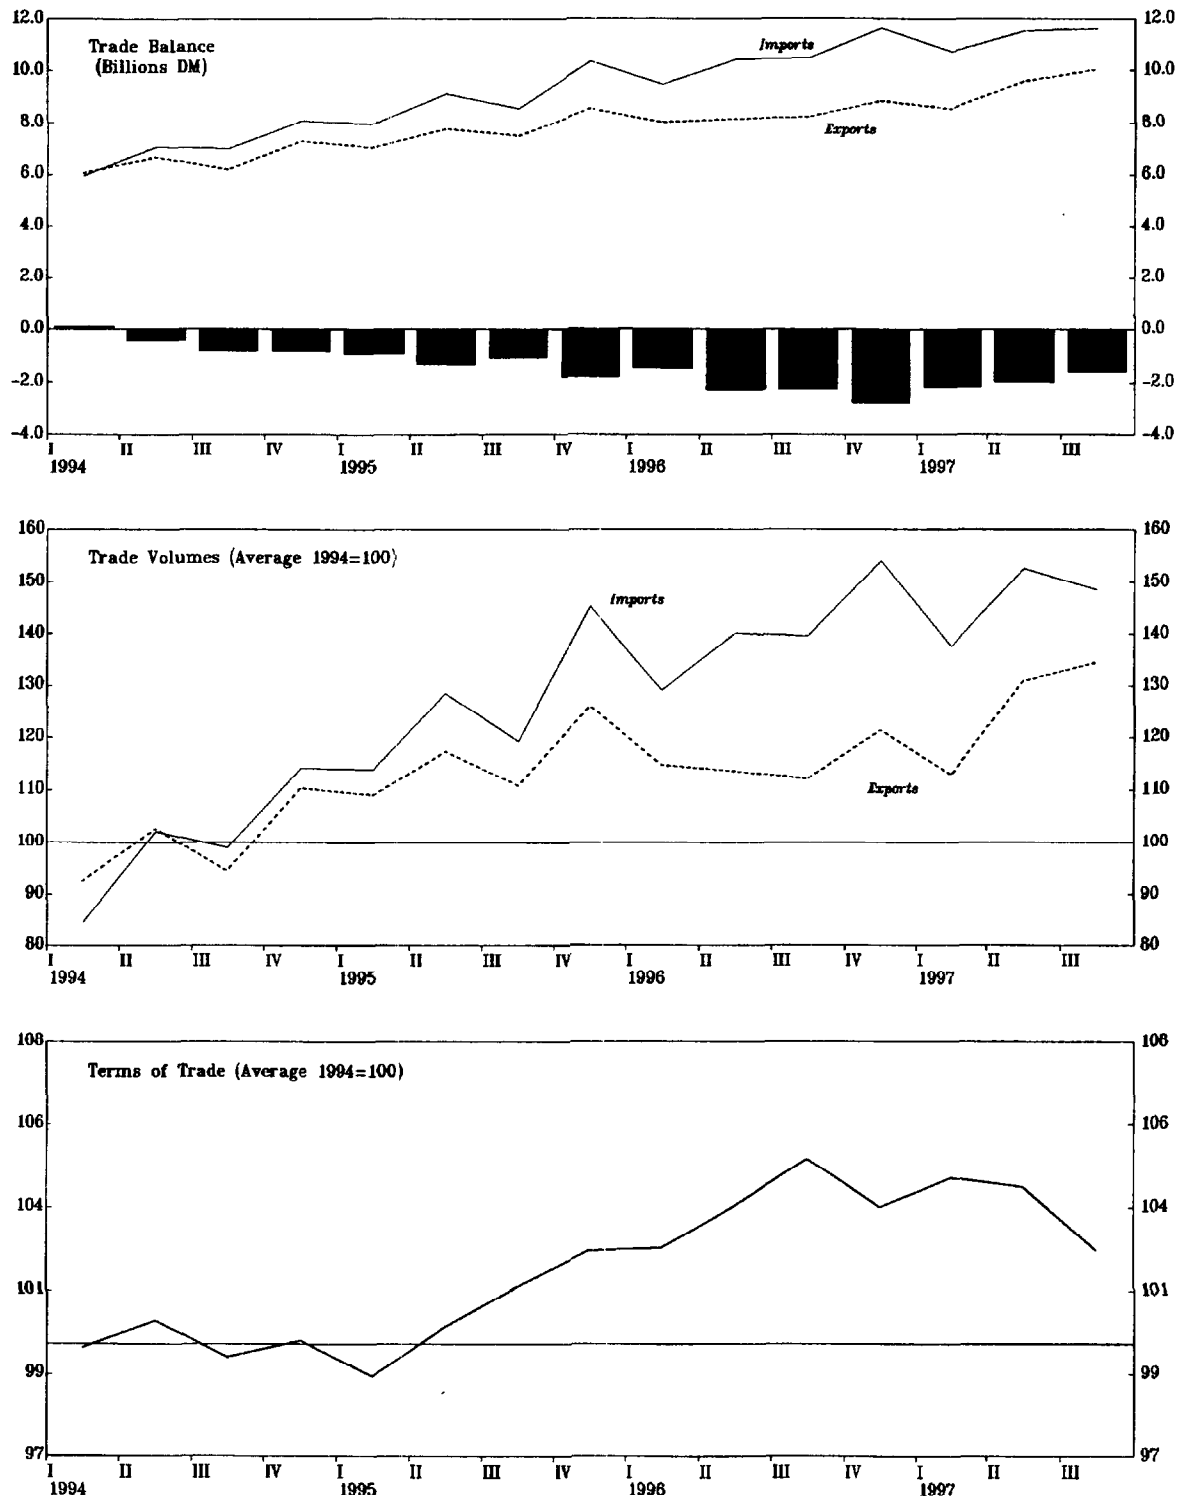 12.0 12.0
Trade Balance Imports
(Billions DM)
10.0 10.0
8.0 8.0
Exports
6.0 6.0
4.0 4.0
2.0 2.0
0.0 0.0
-2.0 -2.0
-4.0 -4.0
I II III IV I II III IV I II III IV I II III
1994 1995 1996 1997
160 160
Trade Volumes (Average 1994=100)
150 150
Imports
140 140
130 130
120 120
110 110
Exports
100 100
90 90
80 80
I II III IV I II III IV I II III IV I II III
1994 1995 1996 1997
108 108
Terms of Trade (Average 1994=100)
106 106
104 104
101 101
99 99
97 97
I II III IV I II III IV I II III IV I II III
1994 1995 1996 1997